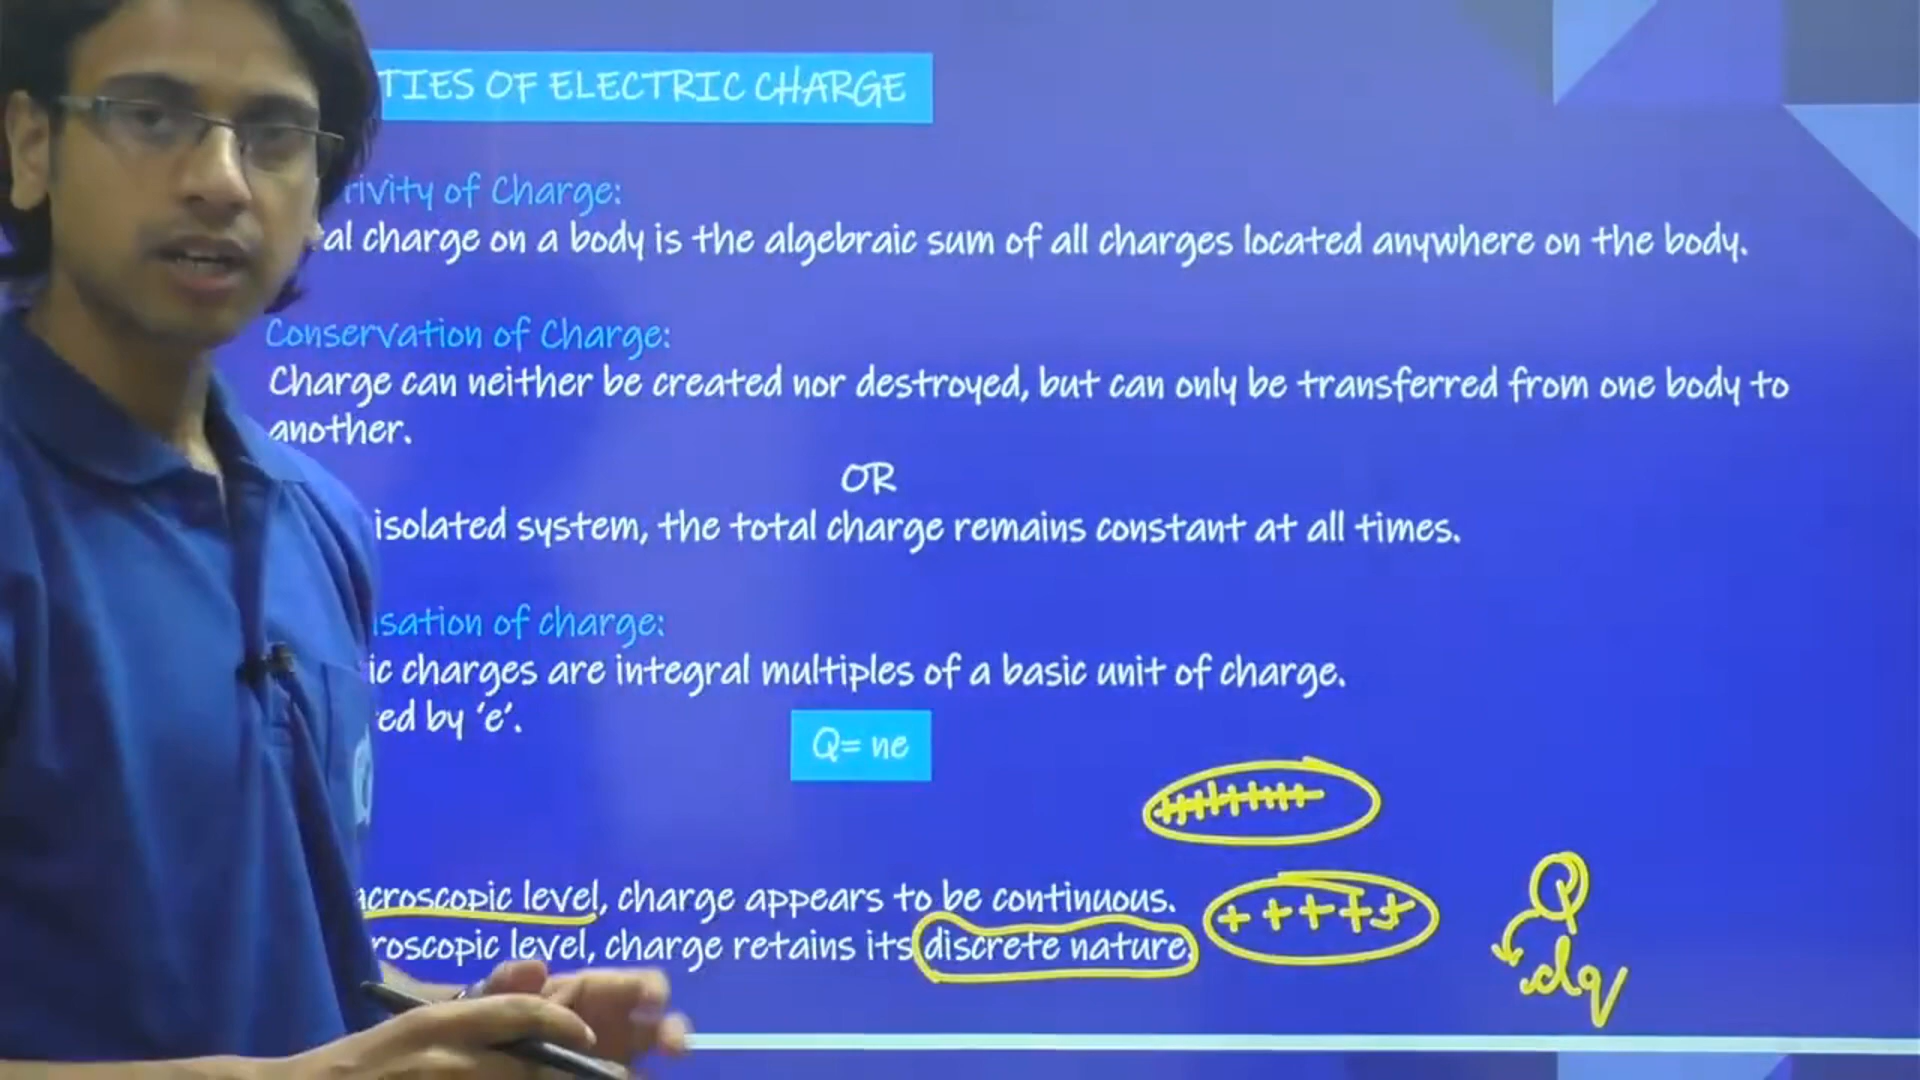 TIES OF ELECTRIC CHARGE
tivity of Charge:
al charge on a body is the algebraic sum of all charges located anywhere on the body.
Conservation of Charge:
Charge can neither be created nor destroyed, but can only be transferred from one body to
another.
OR
isolated system, the total charge remains constant at all times.
isation of charge:
ic charges are integral multiples of a basic unit of charge.
ed by ‘e’.
Q= ne
croscopic level, charge appears to be continuous.
+ + + + +
roscopic level, charge retains its discrete nature.
Q
dq